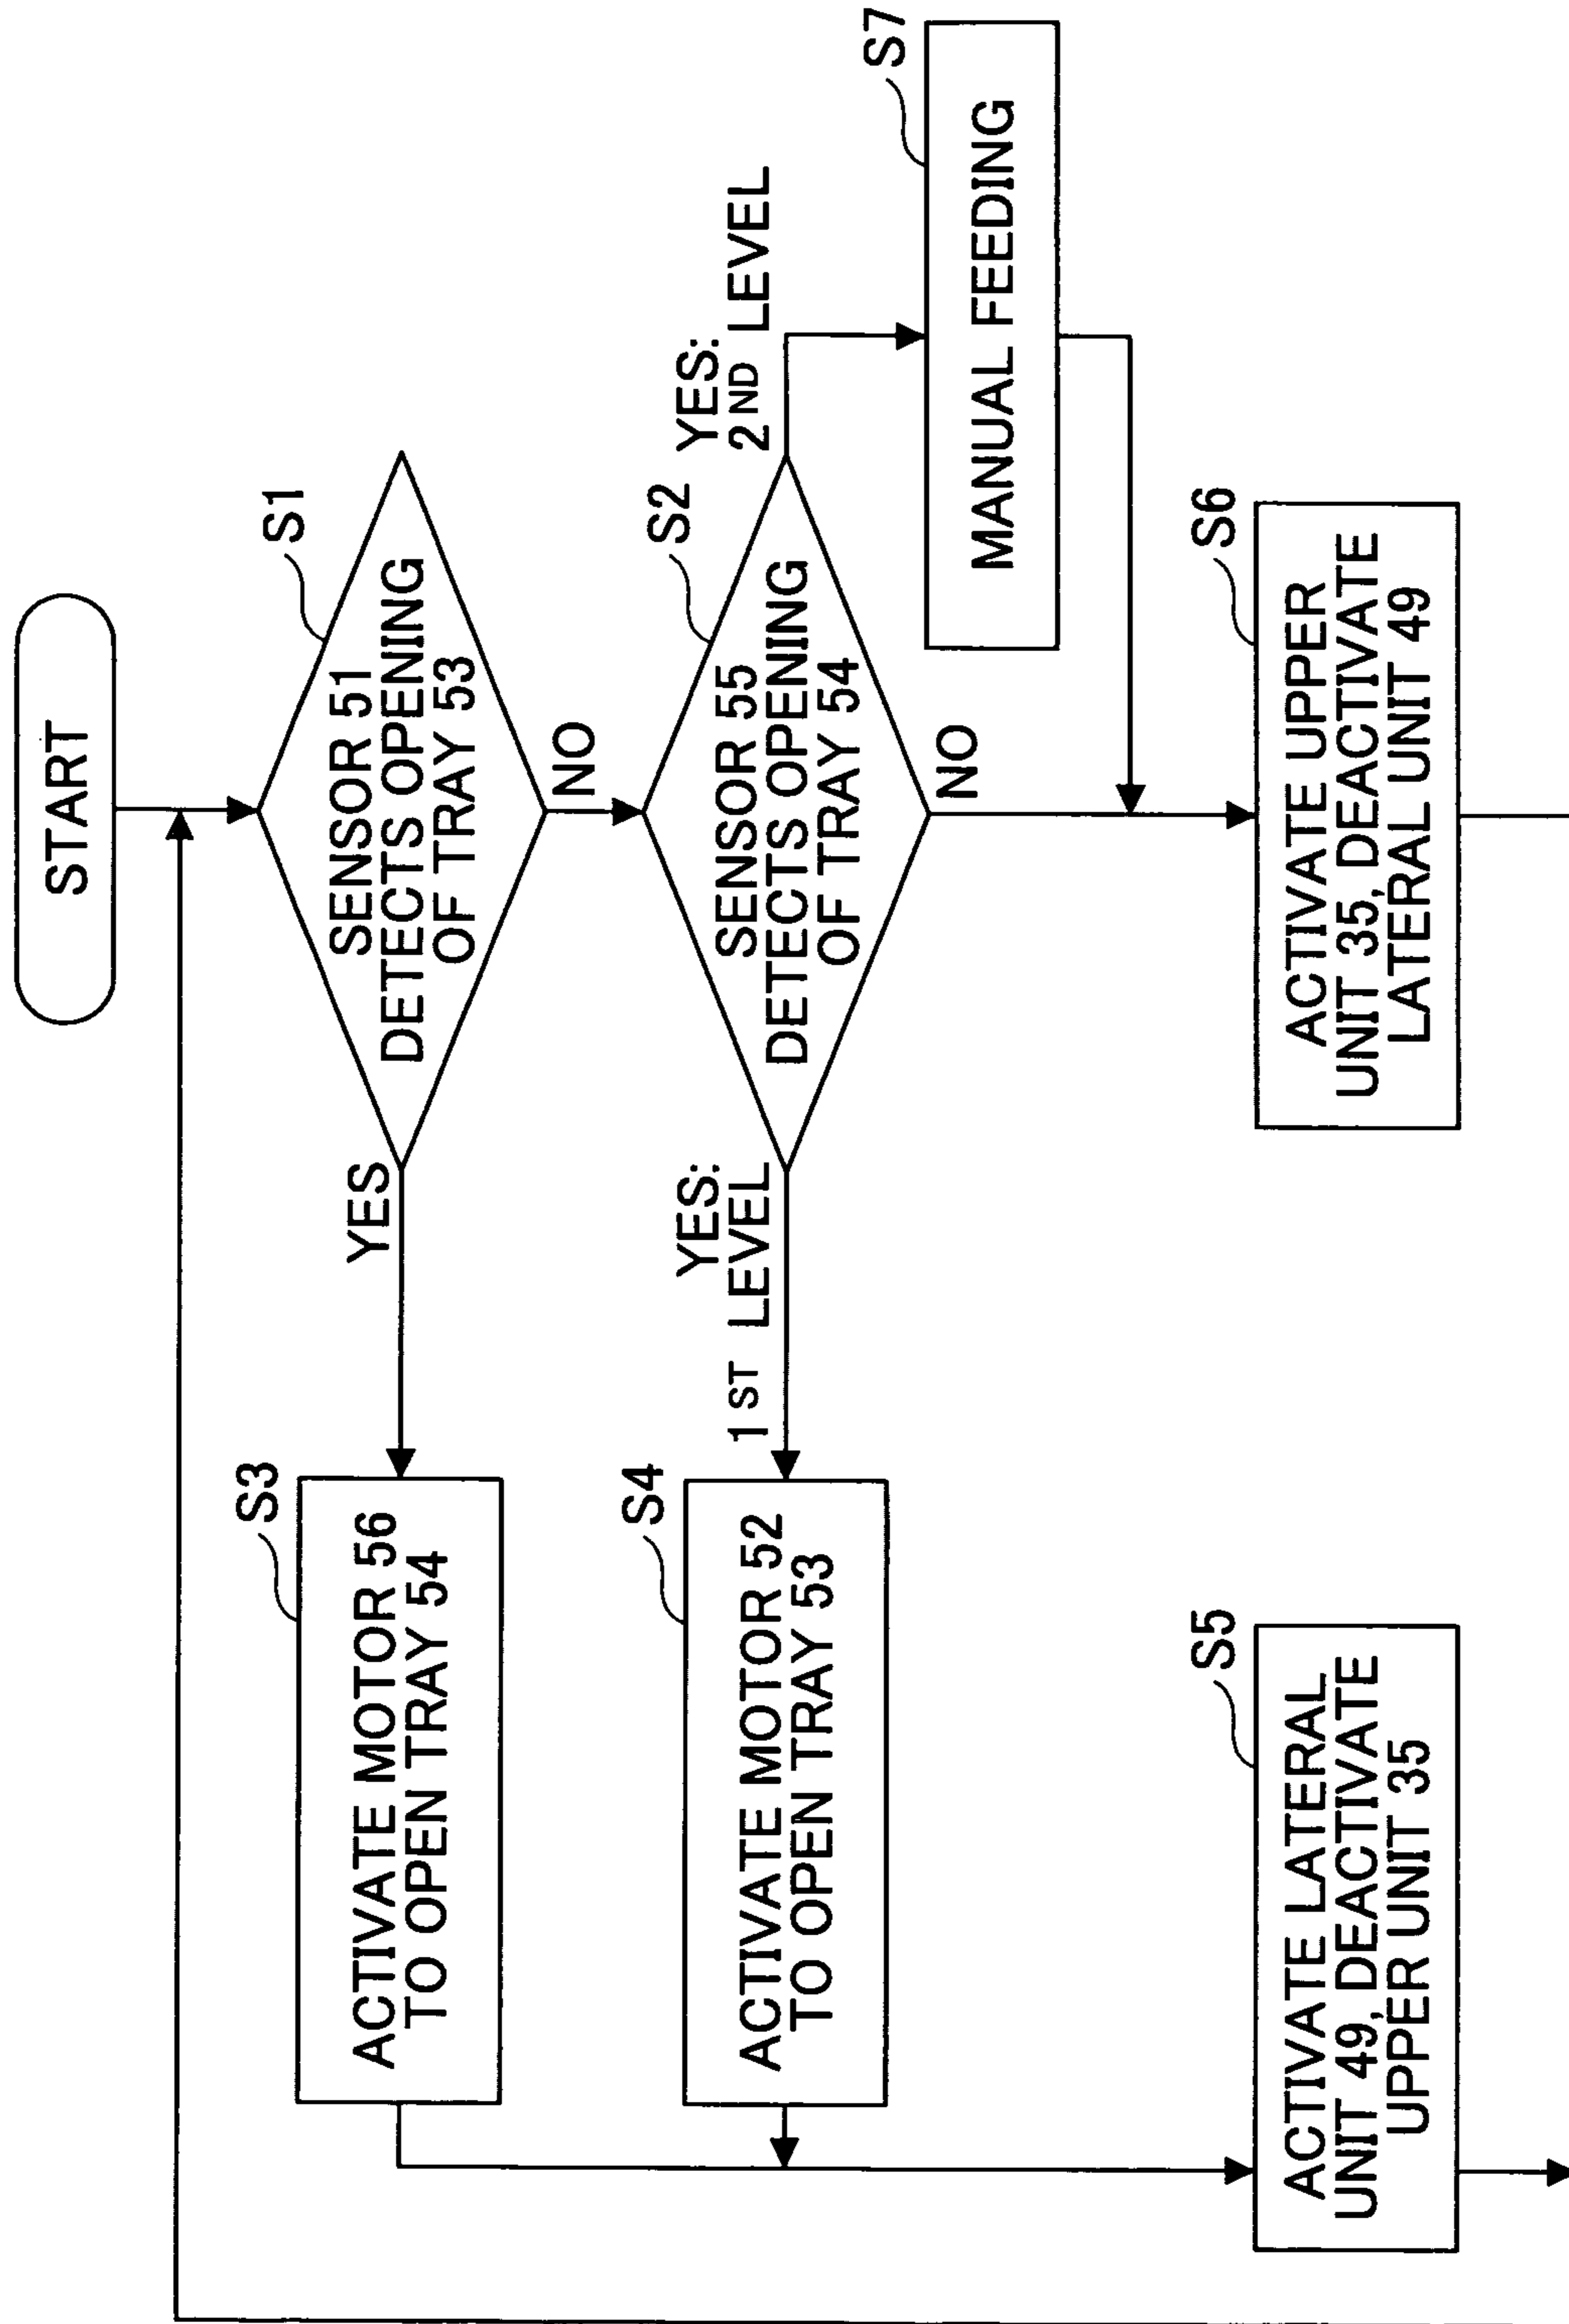 START
S1
SENSOR 51
DETECTS OPENING
OF TRAY 53
YES
NO
S3
ACTIVATE MOTOR 56
TO OPEN TRAY 54
S2
SENSOR 55
DETECTS OPENING
OF TRAY 54
YES:
1ST LEVEL
YES:
2ND LEVEL
NO
S4
ACTIVATE MOTOR 52
TO OPEN TRAY 53
S7
MANUAL FEEDING
S5
ACTIVATE LATERAL
UNIT 49, DEACTIVATE
UPPER UNIT 35
S6
ACTIVATE UPPER
UNIT 35, DEACTIVATE
LATERAL UNIT 49